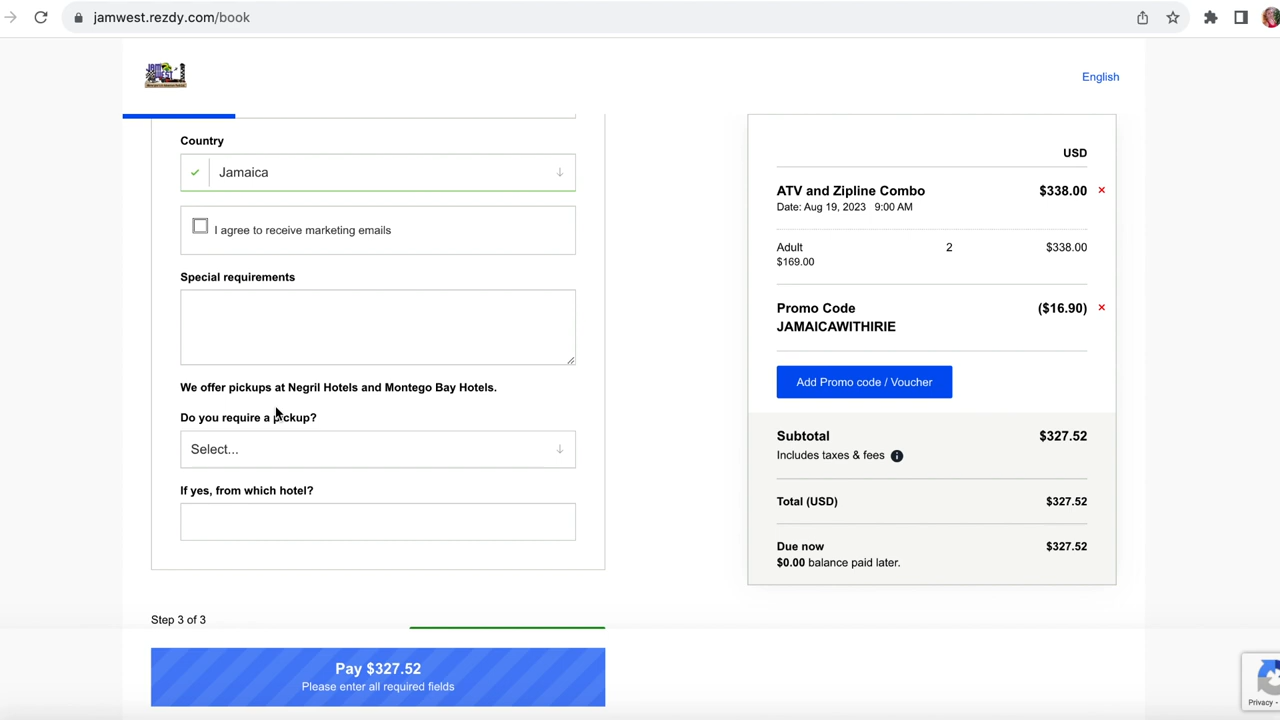 jamwest.rezdy.com/book
JAM
WEST
English
Country
Jamaica
I agree to receive marketing emails
Special requirements
We offer pickups at Negril Hotels and Montego Bay Hotels.
Do you require a pickup?
Select...
If yes, from which hotel?
Step 3 of 3
Pay $327.52
Please enter all required fields
USD
ATV and Zipline Combo $338.00
Date: Aug 19, 2023 9:00 AM
Adult 2 $338.00
$169.00
Promo Code ($16.90)
JAMAICAWITHIRIE
Add Promo code / Voucher
Subtotal $327.52
Includes taxes & fees
Total (USD) $327.52
Due now $327.52
$0.00 balance paid later.
Privacy -